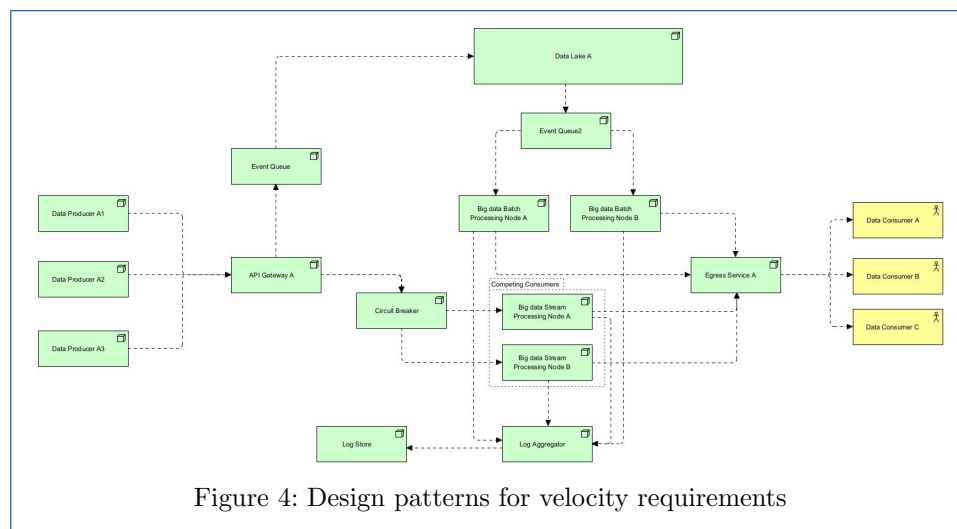 Data Lake A
Event Queue2
Event Queue
Big data Batch
Processing Node A
Big data Batch
Processing Node B
Data Producer A1
Data Producer A2
Data Producer A3
API Gateway A
Circuit Breaker
Competing Consumers
Big data Stream
Processing Node A
Big data Stream
Processing Node B
Egress Service A
Data Consumer A
Data Consumer B
Data Consumer C
Log Store
Log Aggregator
Figure 4: Design patterns for velocity requirements